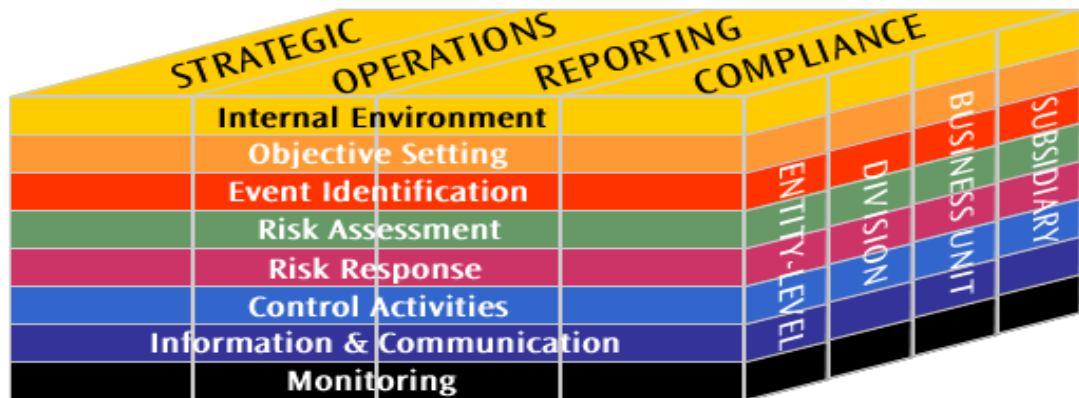 STRATEGIC
OPERATIONS
REPORTING
COMPLIANCE
Internal Environment
Objective Setting
Event Identification
Risk Assessment
Risk Response
Control Activities
Information & Communication
Monitoring
ENTITY-LEVEL
DIVISION
BUSINESS UNIT
SUBSIDIARY